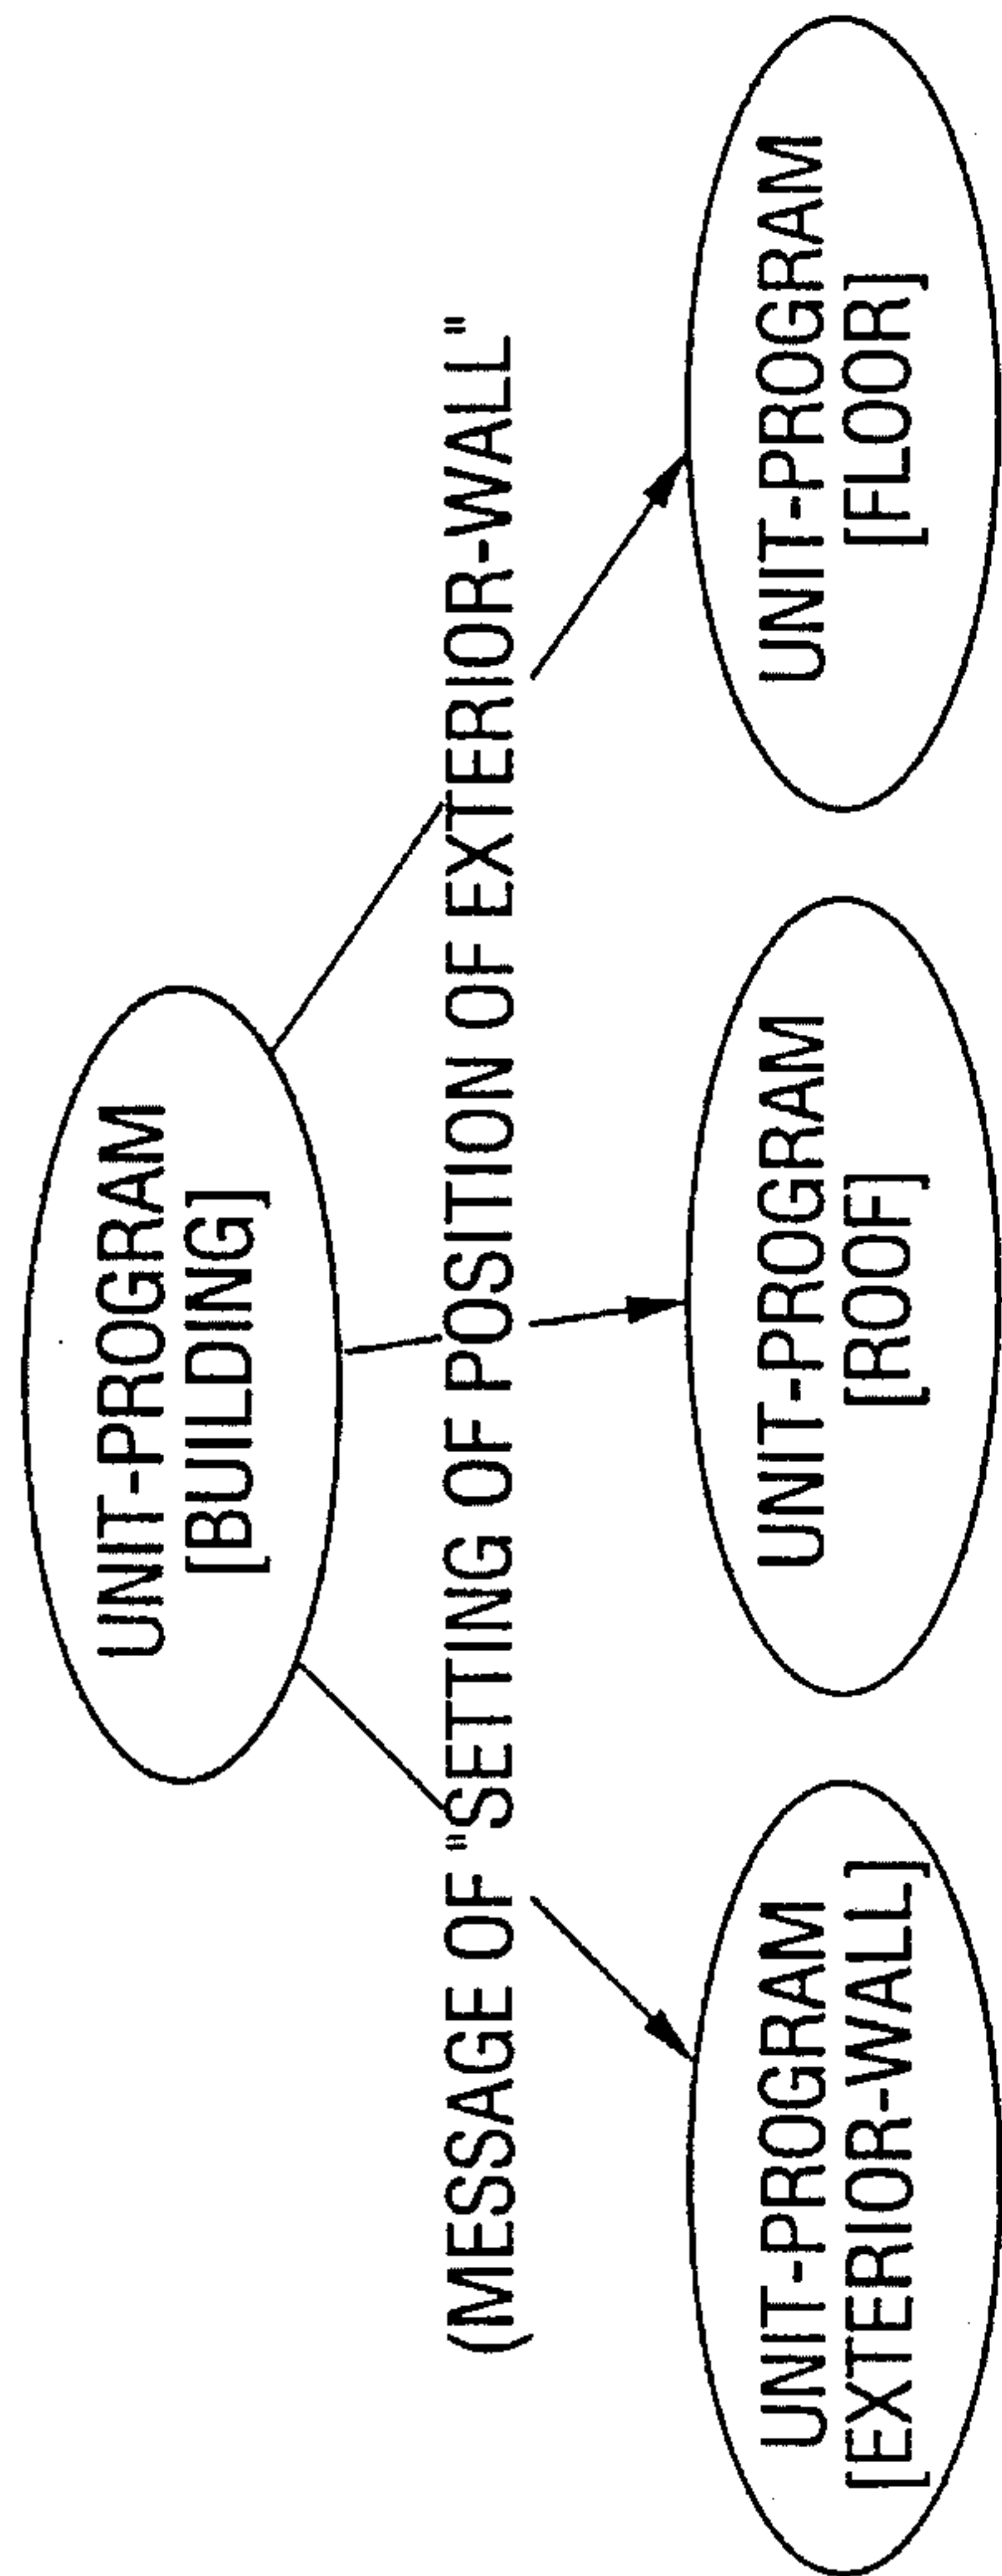 UNIT-PROGRAM
[BUILDING]
(MESSAGE OF "SETTING OF POSITION OF EXTERIOR-WALL"
UNIT-PROGRAM
[EXTERIOR-WALL]
UNIT-PROGRAM
[ROOF]
UNIT-PROGRAM
[FLOOR]